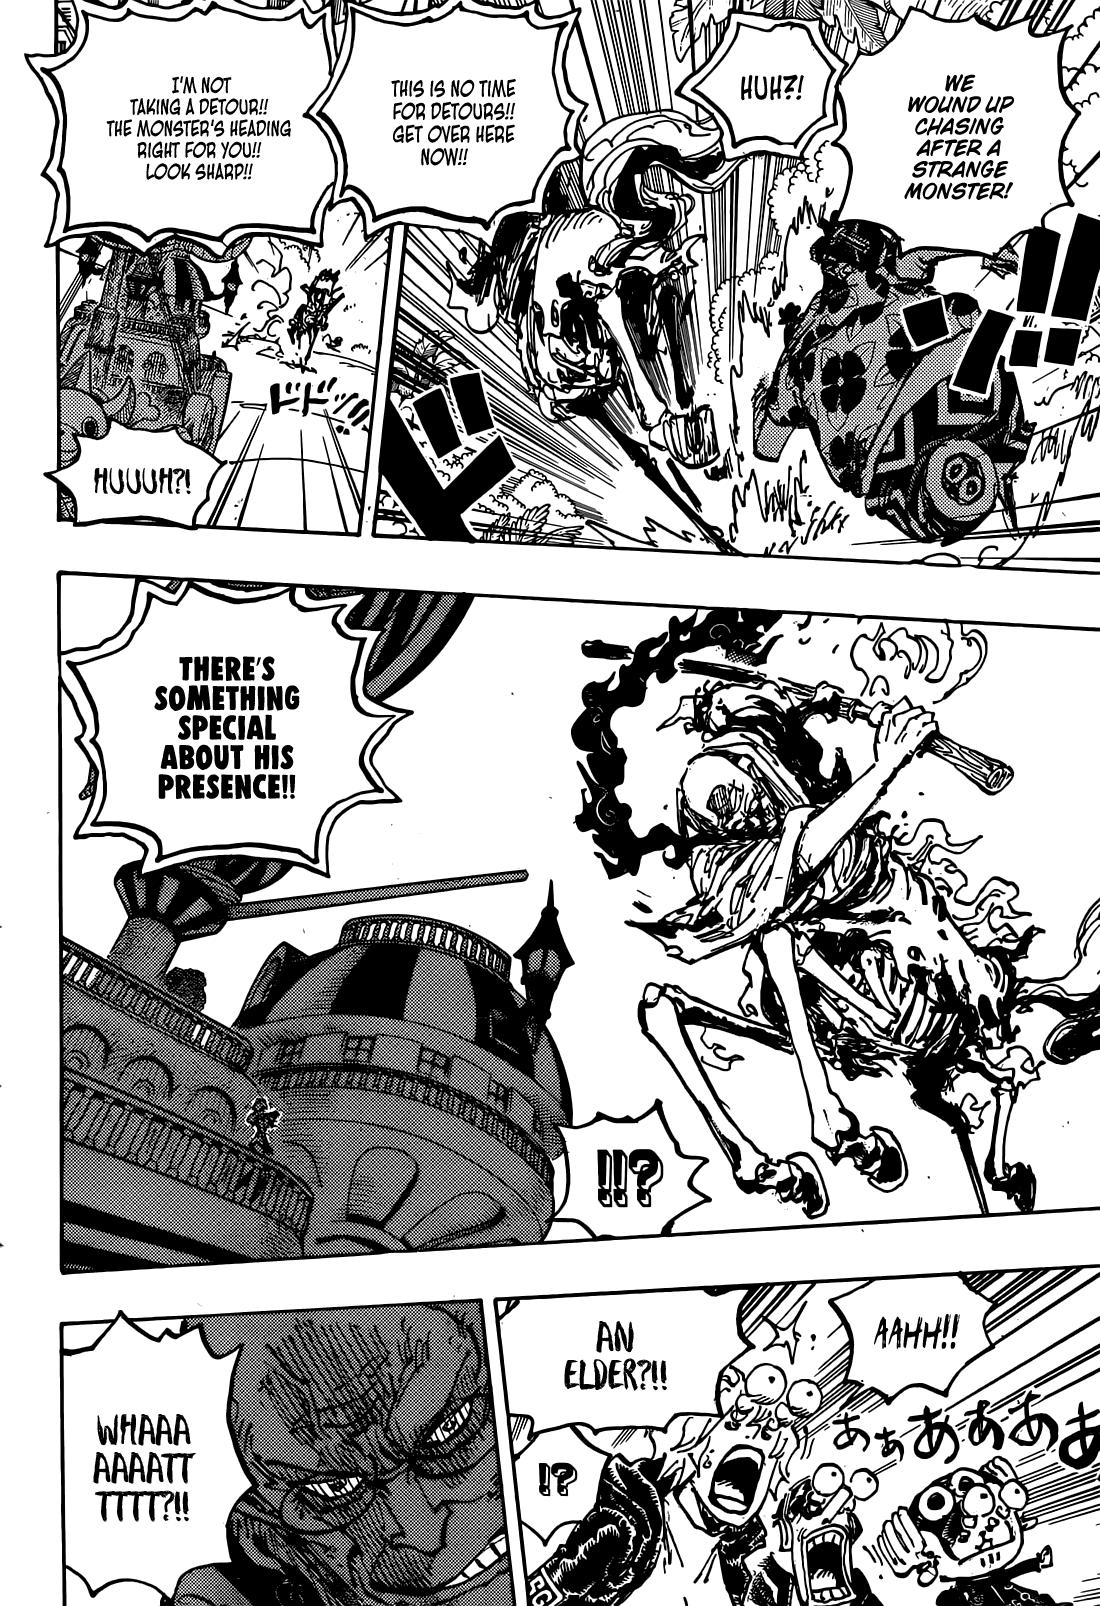 WE
WOUND UP
CHASING
AFTER A
STRANGE
MONSTER!
HUH?!
THIS IS NO TIME
FOR DETOURS!!
GET OVER HERE
NOW!!
I'M NOT
TAKING A DETOUR!!
THE MONSTER'S HEADING
RIGHT FOR YOU!!
LOOK SHARP!!
ドドッ
HUUUH?!
THERE'S
SOMETHING
SPECIAL
ABOUT HIS
PRESENCE!!
!!?
AAHH!!
AN
ELDER?!!
ああああああ
!?
WHAAA
AAAATT
TTTT?!!